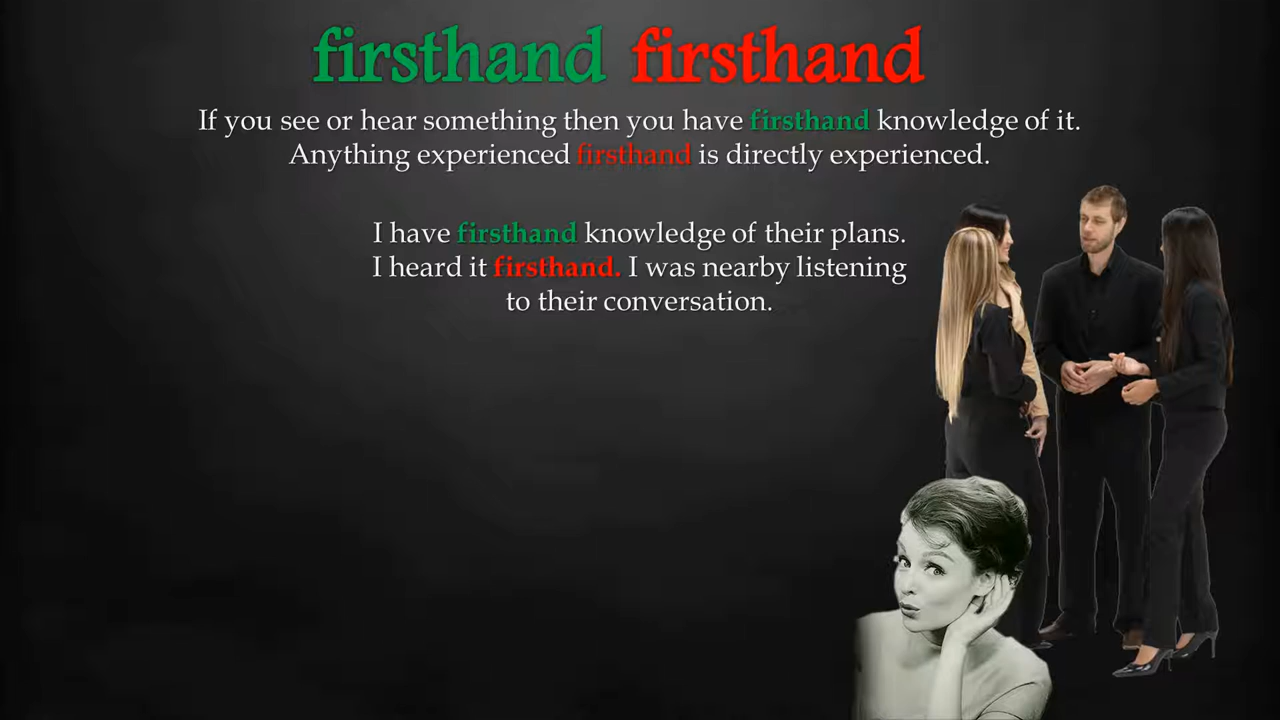 firsthand firsthand
If you see or hear something then you have firsthand knowledge of it.
Anything experienced firsthand is directly experienced.
I have firsthand knowledge of their plans.
I heard it firsthand. I was nearby listening
to their conversation.